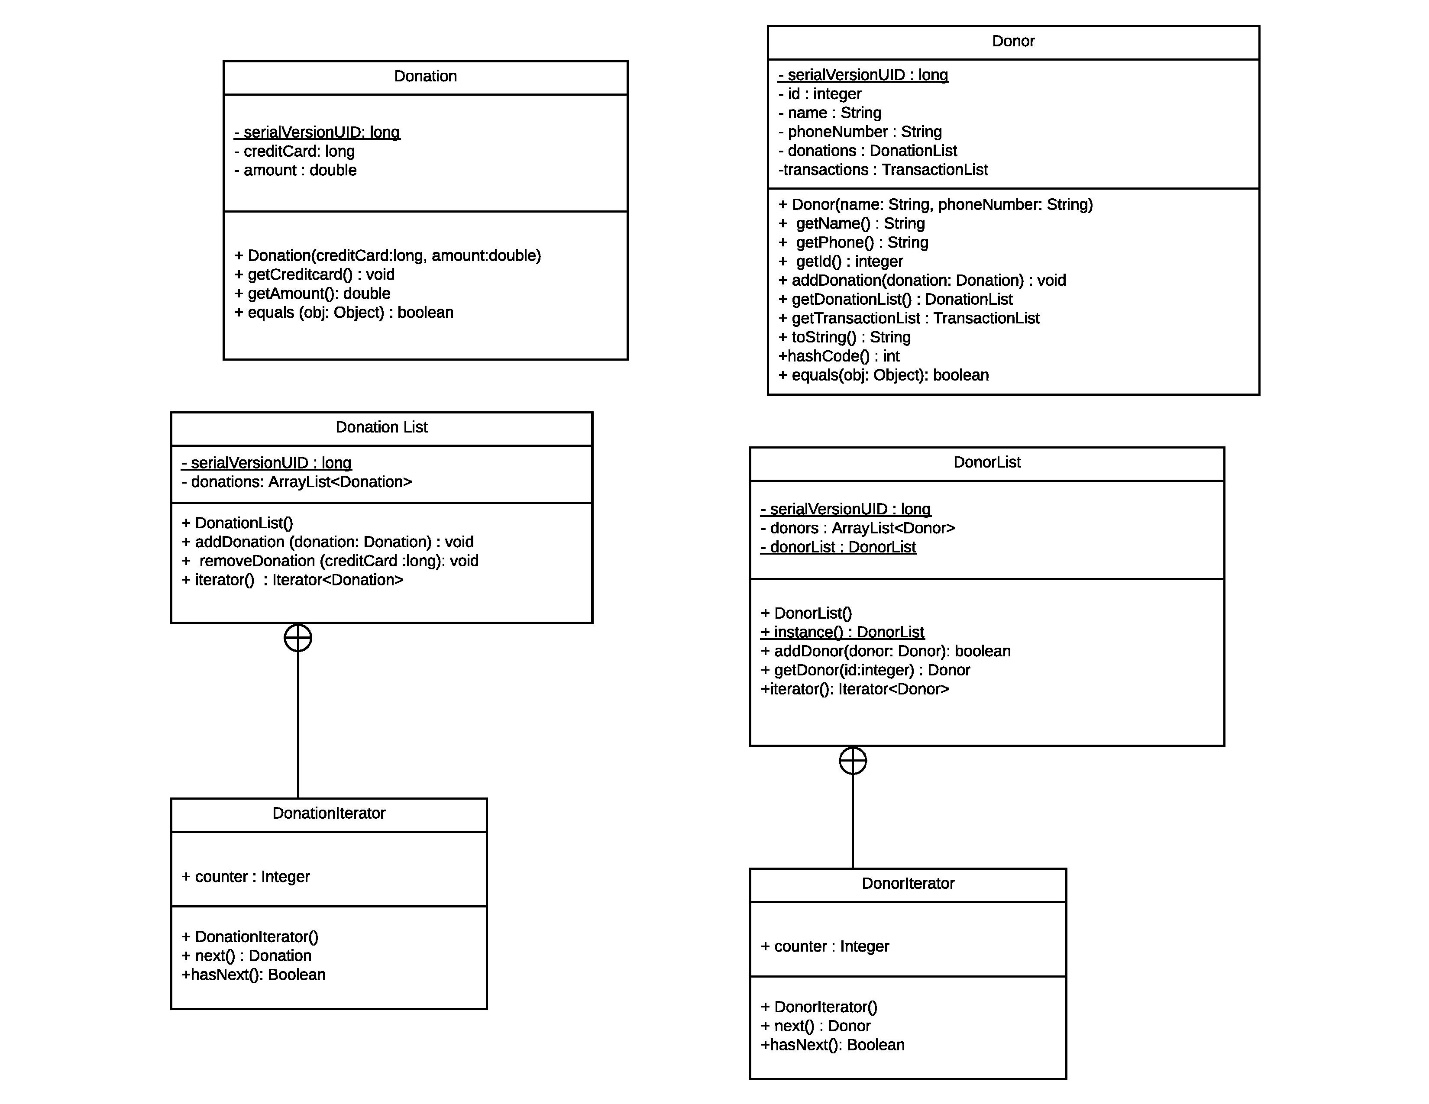 Donation
- serialVersionUID: long
- creditCard: long
- amount : double
+ Donation(creditCard:long, amount:double)
+ getCreditcard() : void
+ getAmount(): double
+ equals (obj: Object) : boolean
Donor
- serialVersionUID : long
- id : integer
- name : String
- phoneNumber : String
- donations : DonationList
-transactions : TransactionList
+ Donor(name: String, phoneNumber: String)
+ getName() : String
+ getPhone() : String
+ getId() : integer
+ addDonation(donation: Donation) : void
+ getDonationList() : DonationList
+ getTransactionList : TransactionList
+ toString() : String
+hashCode() : int
+ equals(obj: Object): boolean
Donation List
- serialVersionUID : long
- donations: ArrayList<Donation>
+ DonationList()
+ addDonation (donation: Donation) : void
+ removeDonation (creditCard :long): void
+ iterator() : Iterator<Donation>
DonorList
- serialVersionUID : long
- donors : ArrayList<Donor>
- donorList : DonorList
+ DonorList()
+ instance() : DonorList
+ addDonor(donor: Donor): boolean
+ getDonor(id:integer) : Donor
+iterator(): Iterator<Donor>
DonationIterator
+ counter : Integer
+ DonationIterator()
+ next() : Donation
+hasNext(): Boolean
DonorIterator
+ counter : Integer
+ DonorIterator()
+ next() : Donor
+hasNext(): Boolean